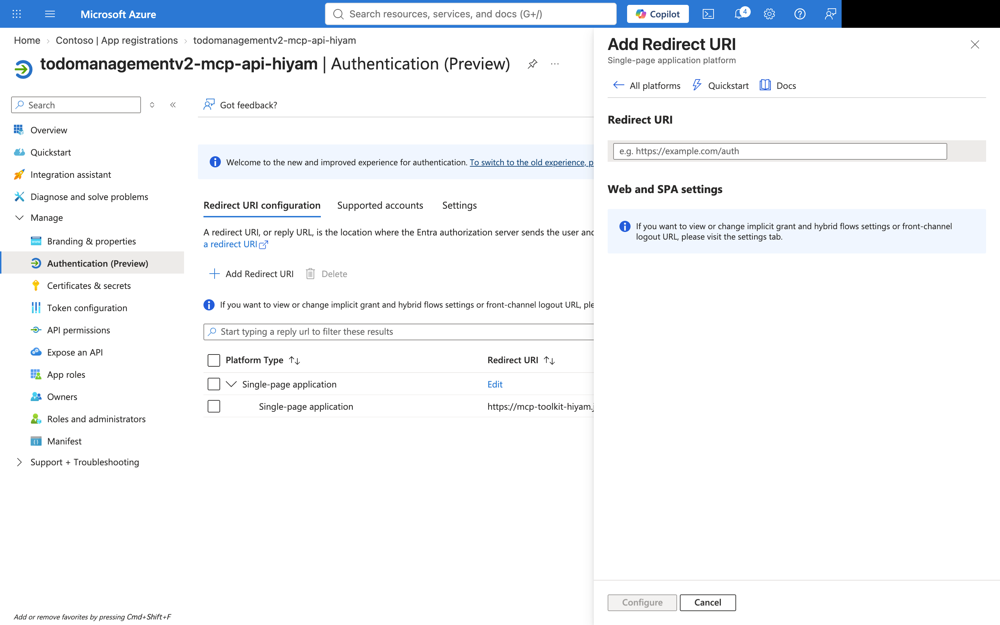 Microsoft Azure
Search resources, services, and docs (G+/)
Copilot
4
Home
Contoso | App registrations
todomanagementv2-mcp-api-hiyam
todomanagementv2-mcp-api-hiyam | Authentication (Preview)
Search
Overview
Quickstart
Integration assistant
Diagnose and solve problems
Manage
Branding & properties
Authentication (Preview)
Certificates & secrets
Token configuration
API permissions
Expose an API
App roles
Owners
Roles and administrators
Manifest
Support + Troubleshooting
Add or remove favorites by pressing Cmd+Shift+F
Got feedback?
Welcome to the new and improved experience for authentication. To switch to the old experience, p
Redirect URI configuration
Supported accounts
Settings
A redirect URI, or reply URL, is the location where the Entra authorization server sends the user and
a redirect URI
Add Redirect URI
Delete
If you want to view or change implicit grant and hybrid flows settings or front-channel logout URL, ple
Start typing a reply url to filter these results
Platform Type
Redirect URI
Single-page application
Edit
Single-page application
https://mcp-toolkit-hiyam.j
Add Redirect URI
Single-page application platform
All platforms
Quickstart
Docs
Redirect URI
e.g. https://example.com/auth
Web and SPA settings
If you want to view or change implicit grant and hybrid flows settings or front-channel
logout URL, please visit the settings tab.
Configure
Cancel